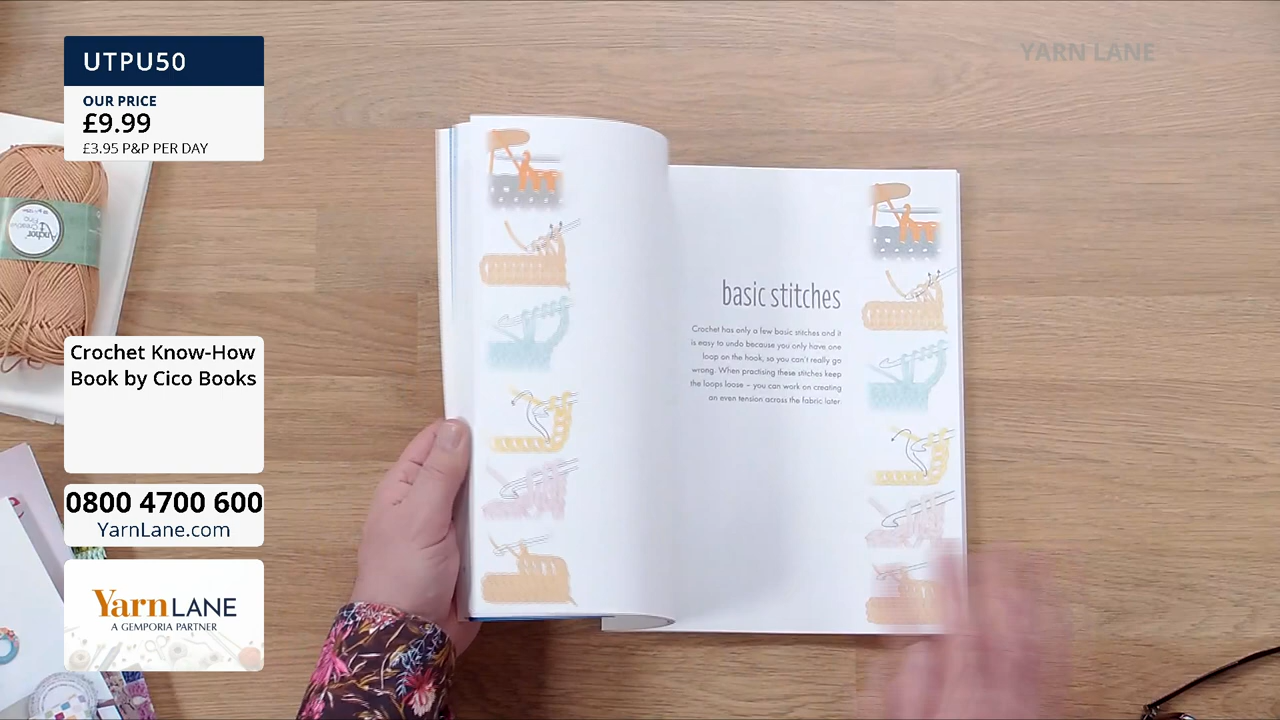 UTPU50
OUR PRICE
£9.99
£3.95 P&P PER DAY
Crochet Know-How
Book by Cico Books
0800 4700 600
YarnLane.com
Yarn LANE
A GEMPORIA PARTNER
YARN LANE
Anchor
basic stitches
Crochet has only a few basic stitches and it
is easy to undo because you only have one
loop on the hook, so you can't really go
wrong. When practising these stitches keep
the loops loose – you can work on creating
an even tension across the fabric later.